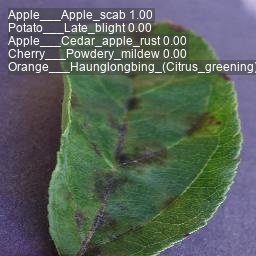 Apple___Apple_scab 1.00
Potato___Late_blight 0.00
Apple___Cedar_apple_rust 0.00
Cherry___Powdery_mildew 0.00
Orange___Haunglongbing_(Citrus_greening)